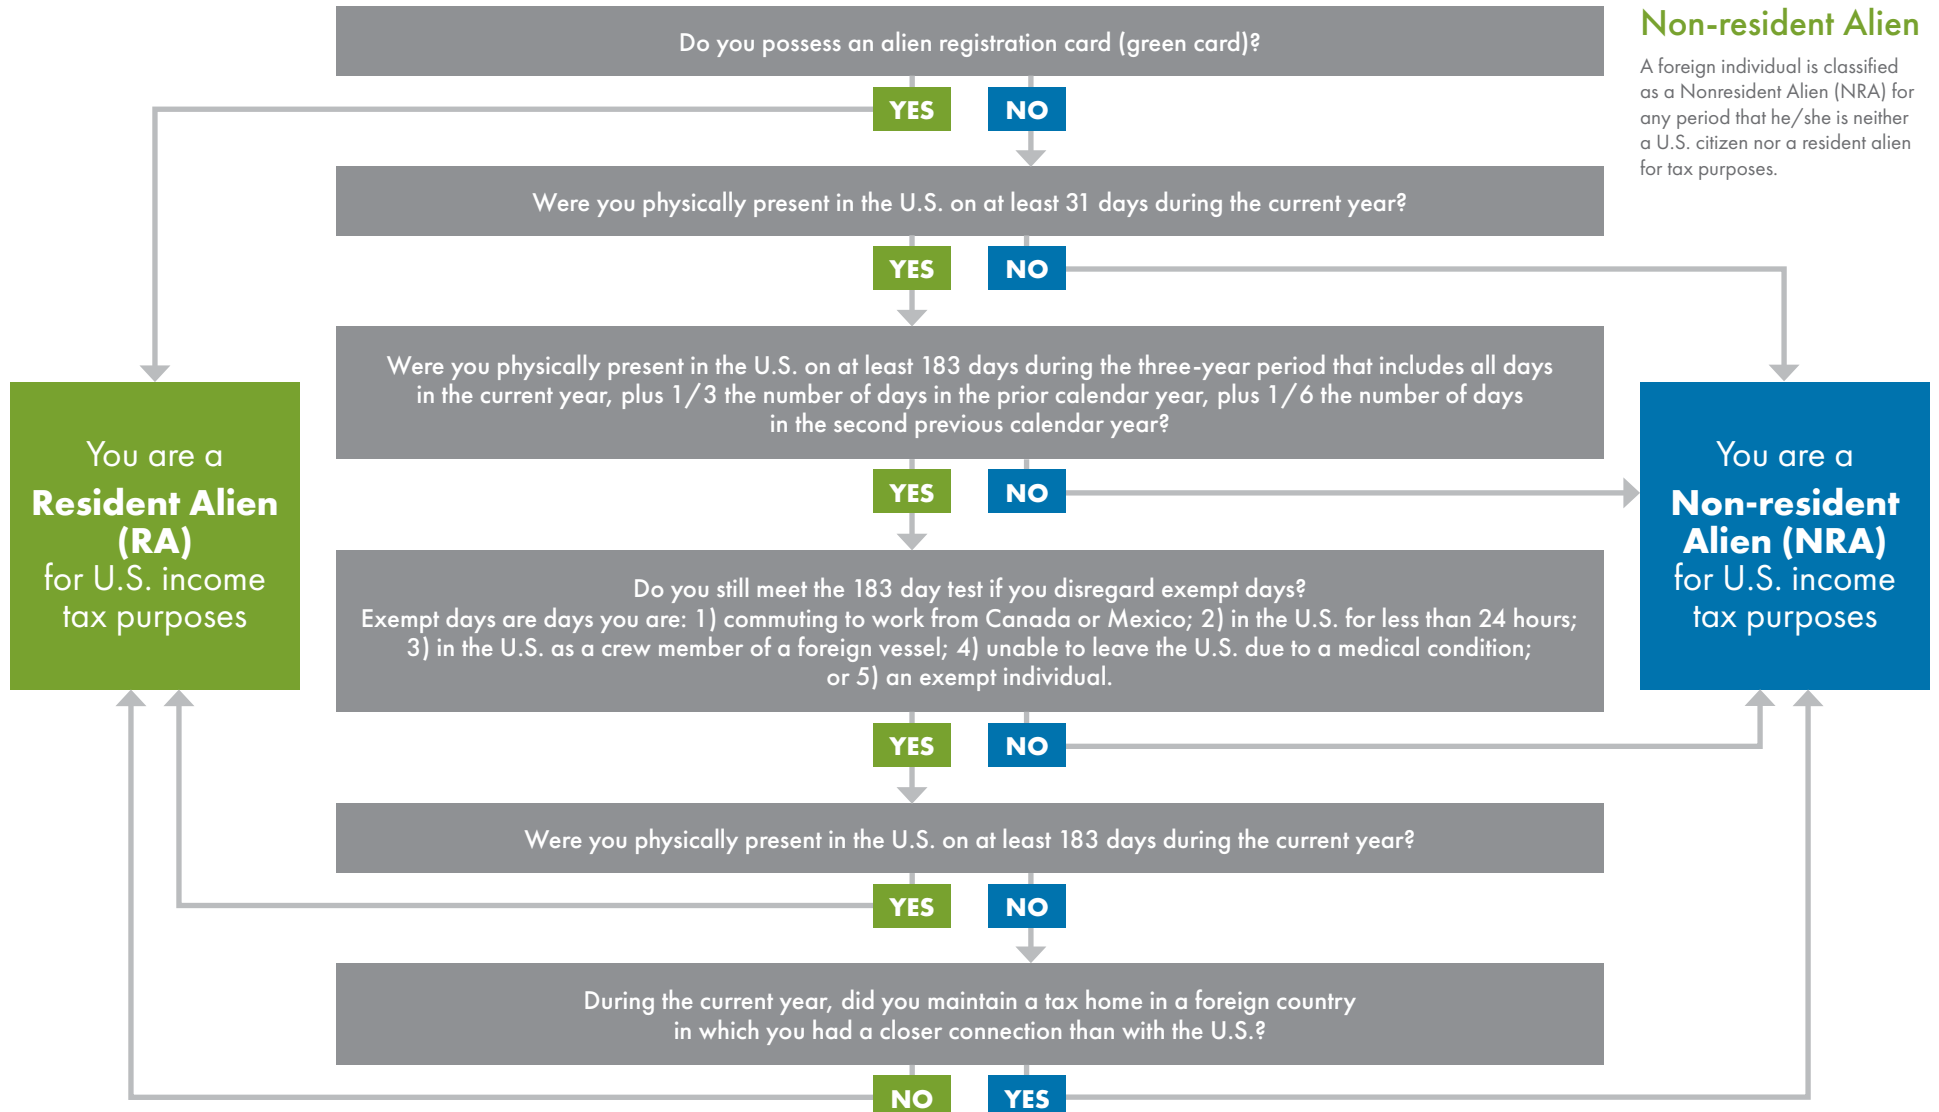 Do you possess an alien registration card (green card)?
YES
NO
Non-resident Alien
A foreign individual is classified
as a Nonresident Alien (NRA) for
any period that he/she is neither
a U.S. citizen nor a resident alien
for tax purposes.
Were you physically present in the U.S. on at least 31 days during the current year?
YES
NO
Were you physically present in the U.S. on at least 183 days during the three-year period that includes all days
in the current year, plus 1/3 the number of days in the prior calendar year, plus 1/6 the number of days
in the second previous calendar year?
YES
NO
You are a
Resident Alien
(RA)
for U.S. income
tax purposes
You are a
Non-resident
Alien (NRA)
for U.S. income
tax purposes
Do you still meet the 183 day test if you disregard exempt days?
Exempt days are days you are: 1) commuting to work from Canada or Mexico; 2) in the U.S. for less than 24 hours;
3) in the U.S. as a crew member of a foreign vessel; 4) unable to leave the U.S. due to a medical condition;
or 5) an exempt individual.
YES
NO
Were you physically present in the U.S. on at least 183 days during the current year?
YES
NO
During the current year, did you maintain a tax home in a foreign country
in which you had a closer connection than with the U.S.?
NO
YES